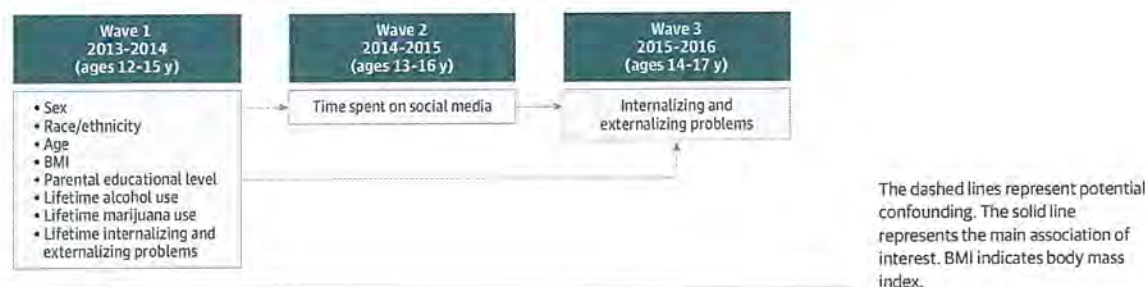 Wave 1
2013-2014
(ages 12-15 y)
Wave 2
2014-2015
(ages 13-16 y)
Wave 3
2015-2016
(ages 14-17 y)
• Sex
• Race/ethnicity
• Age
• BMI
• Parental educational level
• Lifetime alcohol use
• Lifetime marijuana use
• Lifetime internalizing and
externalizing problems
Time spent on social media
Internalizing and
externalizing problems
The dashed lines represent potential
confounding. The solid line
represents the main association of
interest. BMI indicates body mass
index.